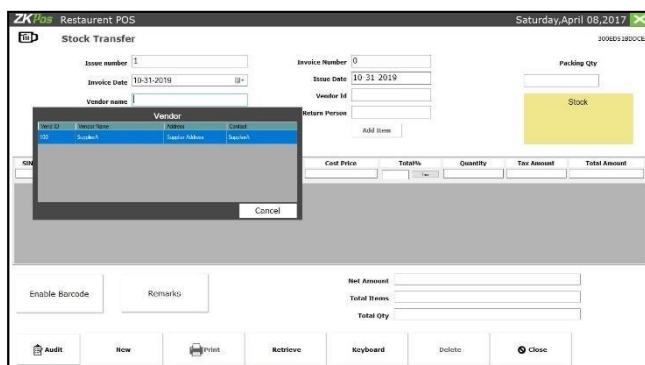 ZKPos Restaurent POS Saturday,April 08,2017
Stock Transfer
Issue number 1 Invoice Number 0 Packing Qty
Invoice Date 10-31-2019 Issue Date 10-31-2019
Vendor name Vendor Id Stock
Return Person
Add Item
Vendor
Vend ID Vendor Name Address Contact
100 SupplierA Supplier Address SupplierA
Cancel
Cost Price Total% Quantity Tax Amount Total Amount
Enable Barcode Remarks
Net Amount
Total Items
Total Qty
Audit New Print Retrieve Keyboard Delete Close